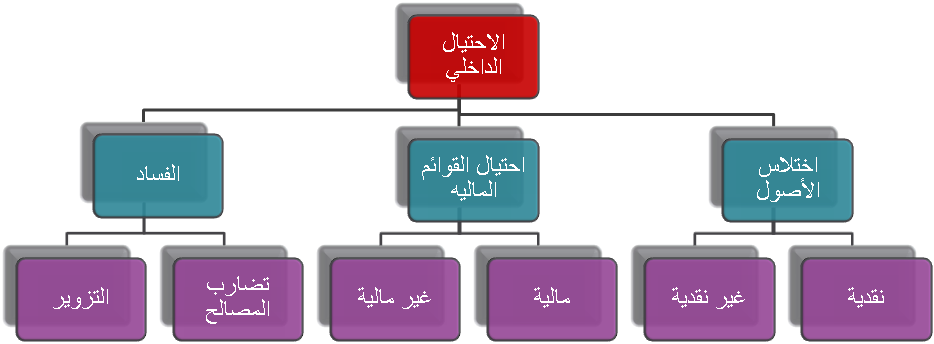 الاحتيال
الداخلي
اختلاس
الأصول
احتيال القوائم
الماليه
الفساد
نقدية
غير نقدية
مالية
غير مالية
تضارب
المصالح
التزوير